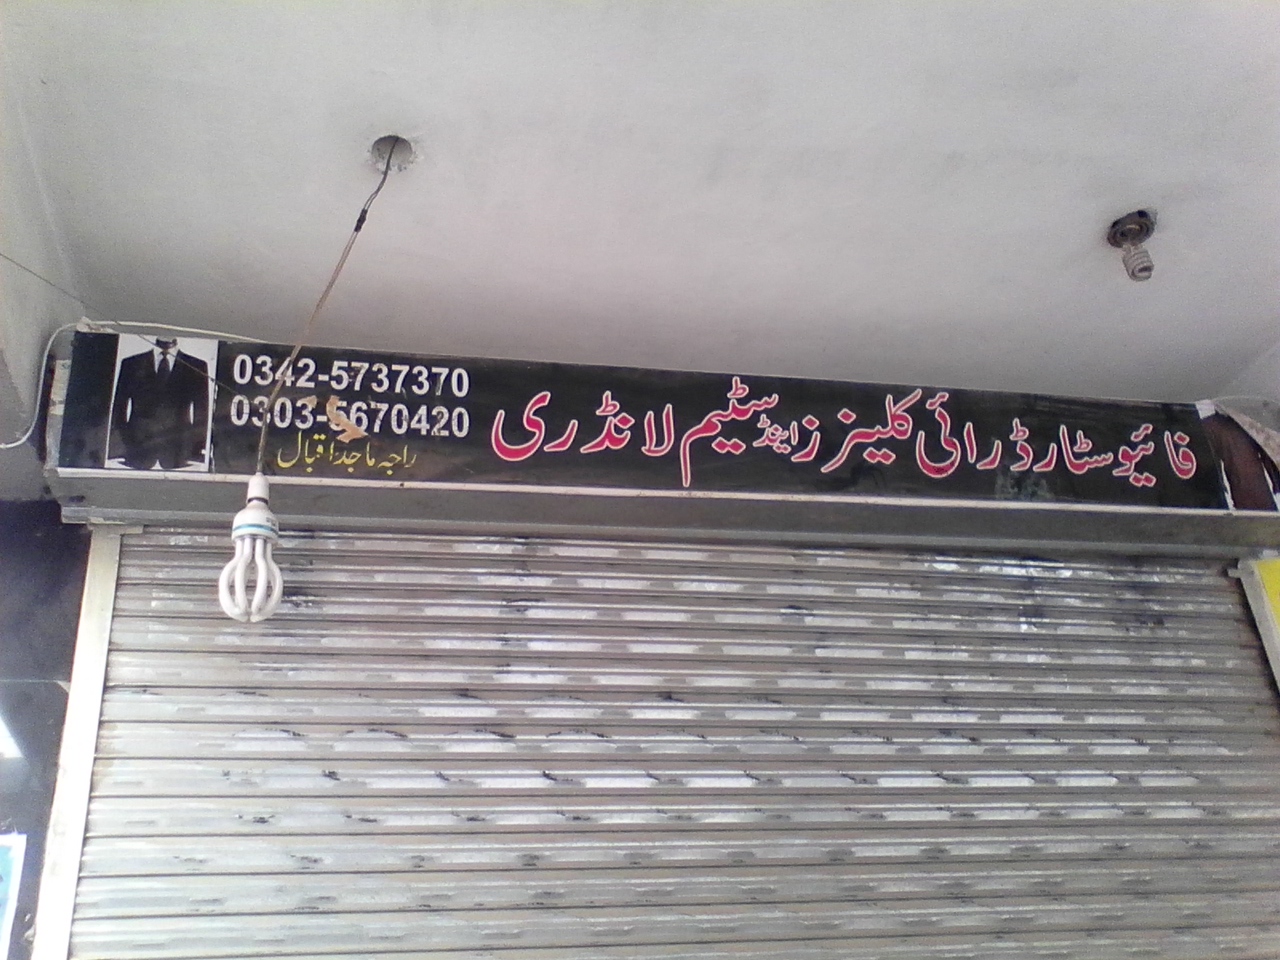 فائیو سٹار ڈرائی کلینرز اینڈ سٹیم لانڈری
0342-5737370
0303-5670420
راجہ ماجد اقبال